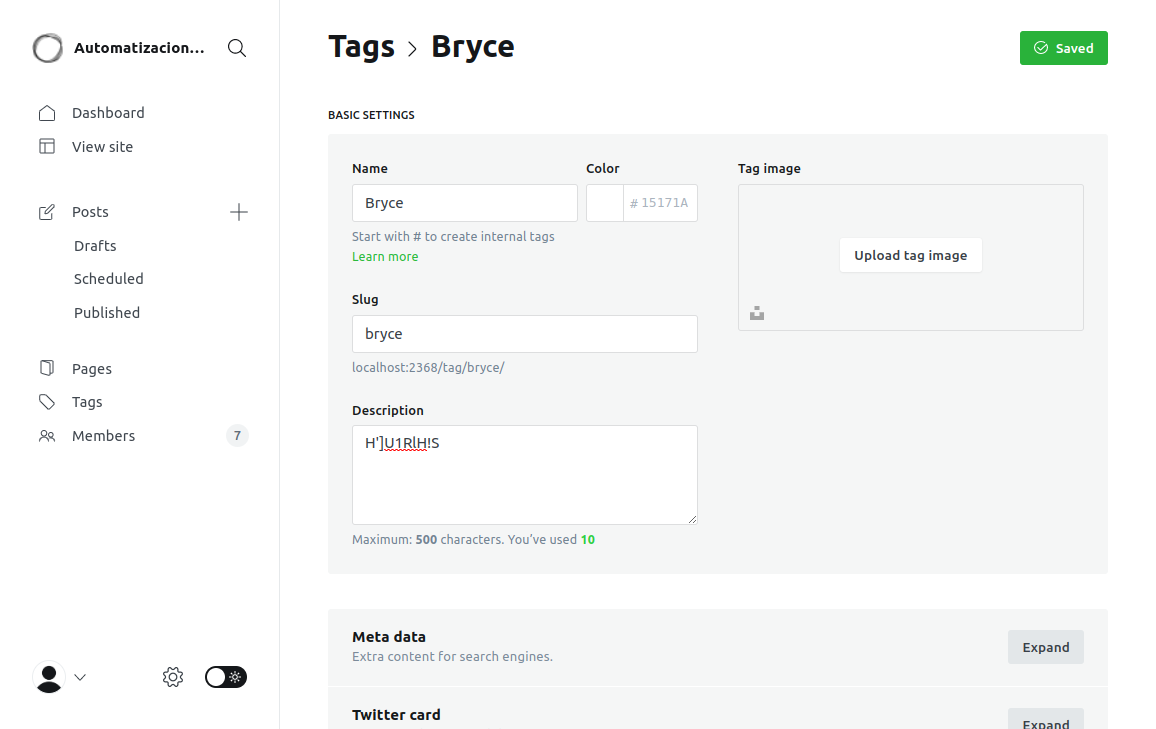 Automatizacion...
Dashboard
View site
Posts
Drafts
Scheduled
Published
Pages
Tags
Members 7
Tags > Bryce
Saved
BASIC SETTINGS
Name
Bryce
Start with # to create internal tags
Learn more
Color
# 15171A
Slug
bryce
localhost:2368/tag/bryce/
Description
H']U1RlH!S
Maximum: 500 characters. You’ve used 10
Tag image
Upload tag image
Meta data
Extra content for search engines.
Expand
Twitter card
Expand